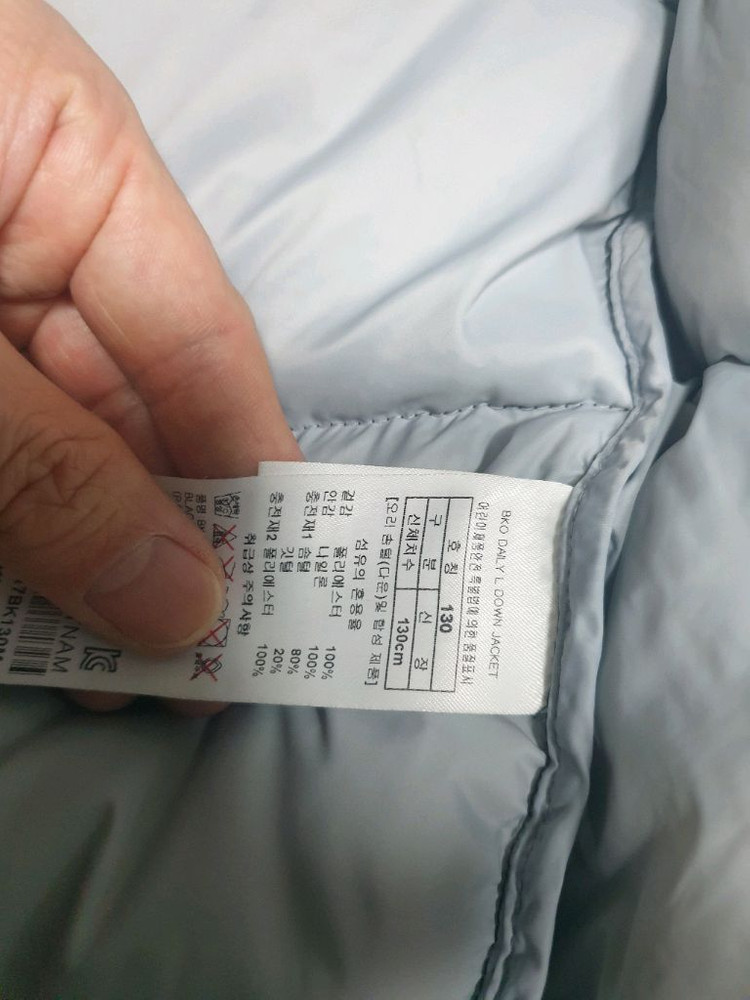 BKO DAILY L DOWN JACKET
어린이제품안전 특별법에 의한 품질표시
호칭 130
구 분 신 장
신체치수 130cm
[오리 솜털(다운)및 합성 제품]
섬유의 혼용율
겉감 폴리에스터 100%
안감 나일론 100%
충전재1 솜털 80%
깃털 20%
충전재2 폴리에스터 100%
취급상 주의사항
품명
NAM